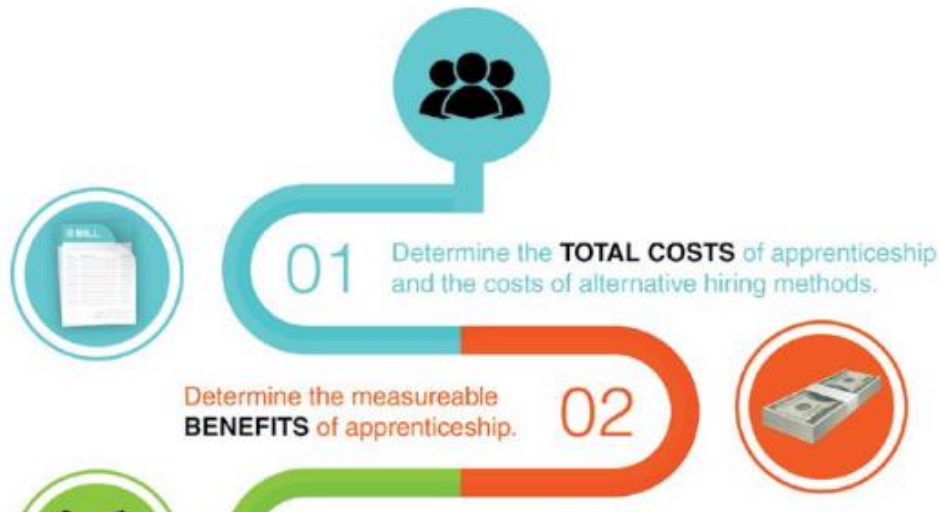 BILL
01
Determine the TOTAL COSTS of apprenticeship
and the costs of alternative hiring methods.
Determine the measureable
BENEFITS of apprenticeship.
02